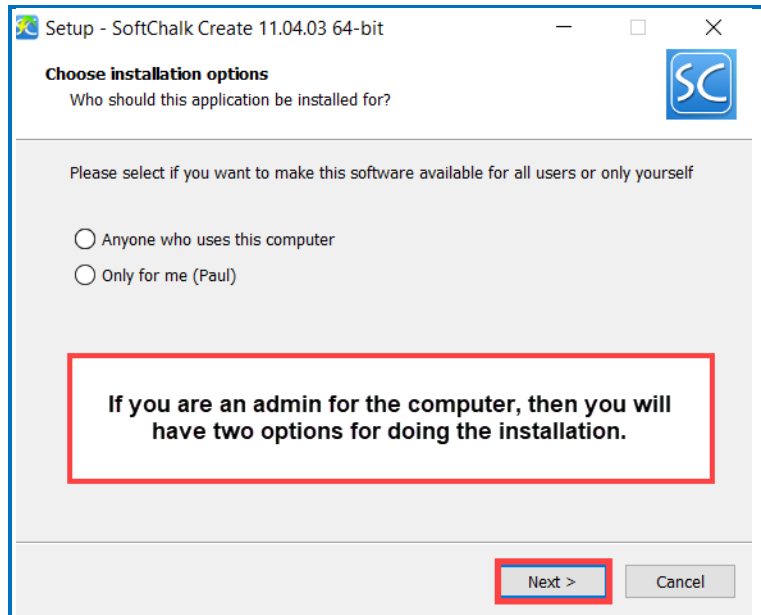 Setup - SoftChalk Create 11.04.03 64-bit
Choose installation options
Who should this application be installed for?
SC
Please select if you want to make this software available for all users or only yourself
Anyone who uses this computer
Only for me (Paul)
If you are an admin for the computer, then you will
have two options for doing the installation.
Next >
Cancel